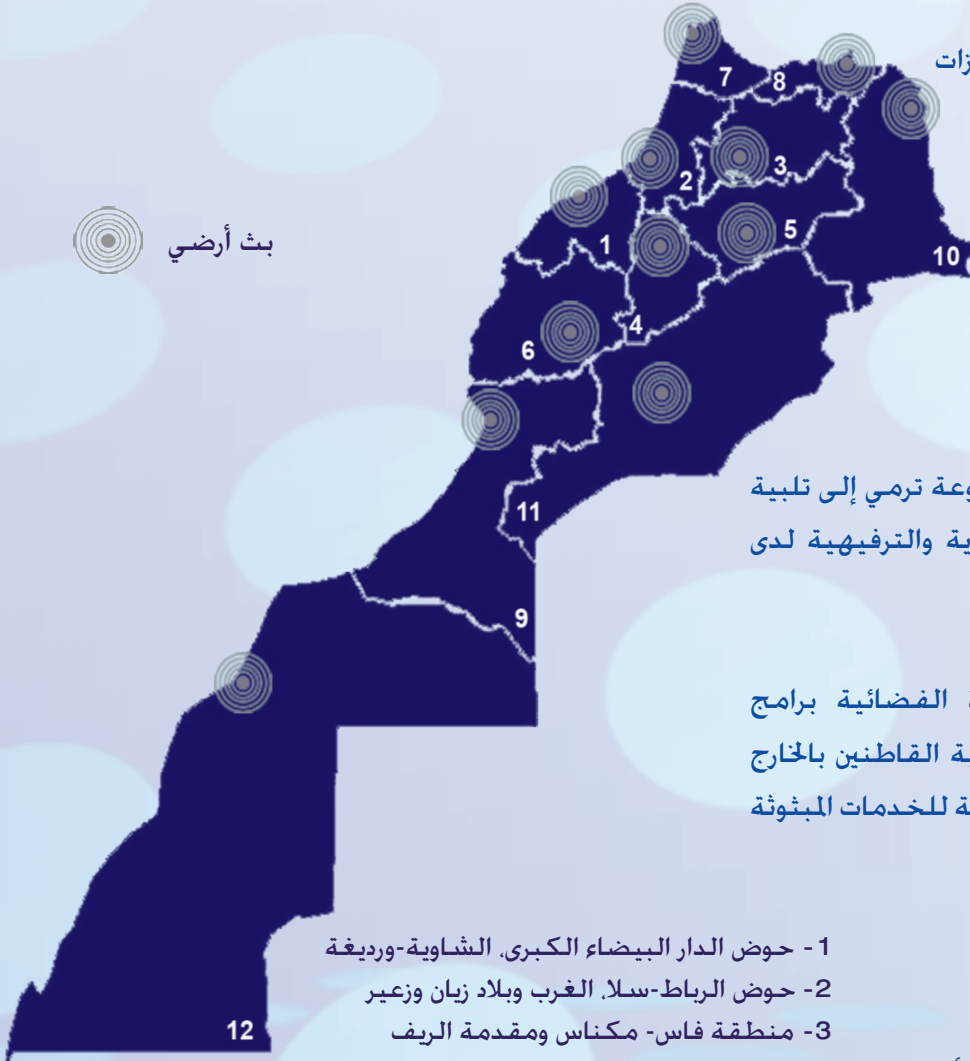 زات
7
8
3
2
بث أرضي
5
1
10
4
6
وعة ترمي إلى تلبية
11
ية والترفيهية لدى
9
الفضائية برامج
ة القاطنين بالخارج
ة للخدمات المبثوثة
1- حوض الدار البيضاء الكبرى، الشاوية-ورديغة
2- حوض الرباط-سلا، الغرب وبلاد زيان وزعير
12
3- منطقة فاس- مكناس ومقدمة الريف